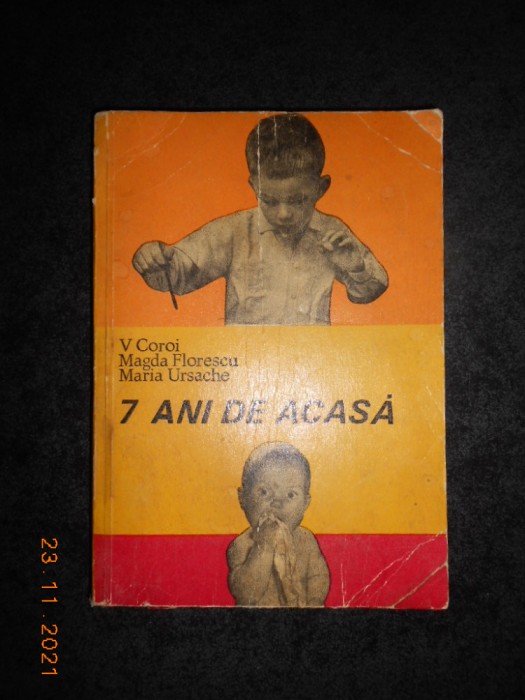 V Coroi
Magda Florescu
Maria Ursache
7 ANI DE ACASĂ
23.11.2021